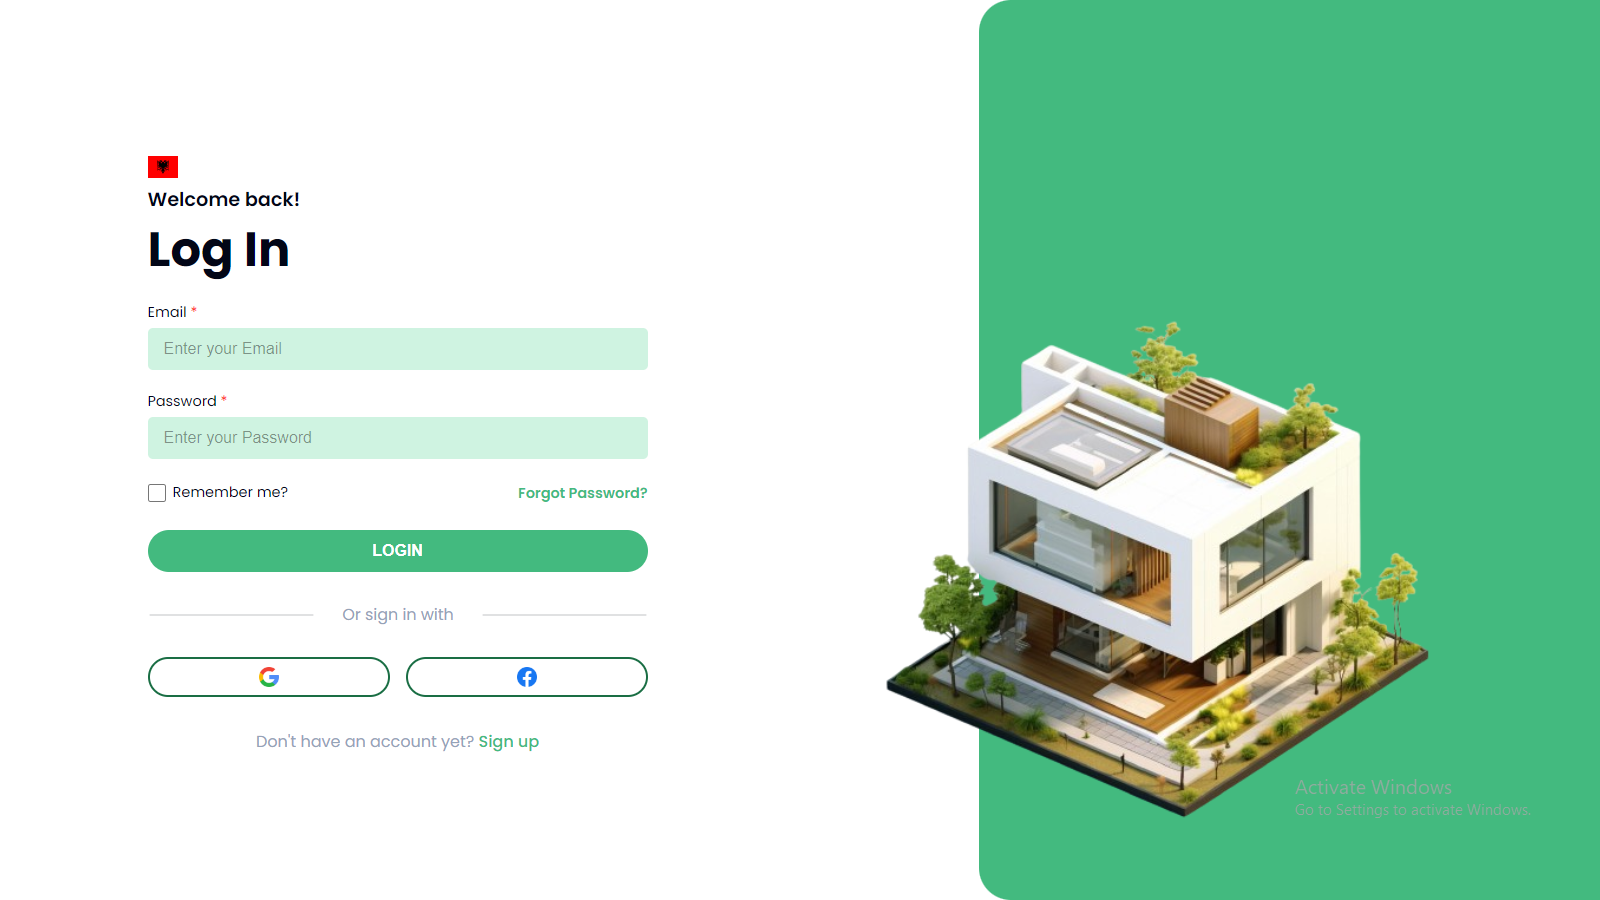 Welcome back!
Log In
Email *
Enter your Email
Password *
Enter your Password
Remember me?
Forgot Password?
LOGIN
Or sign in with
Don't have an account yet? Sign up
Activate Windows
Go to Settings to activate Windows.